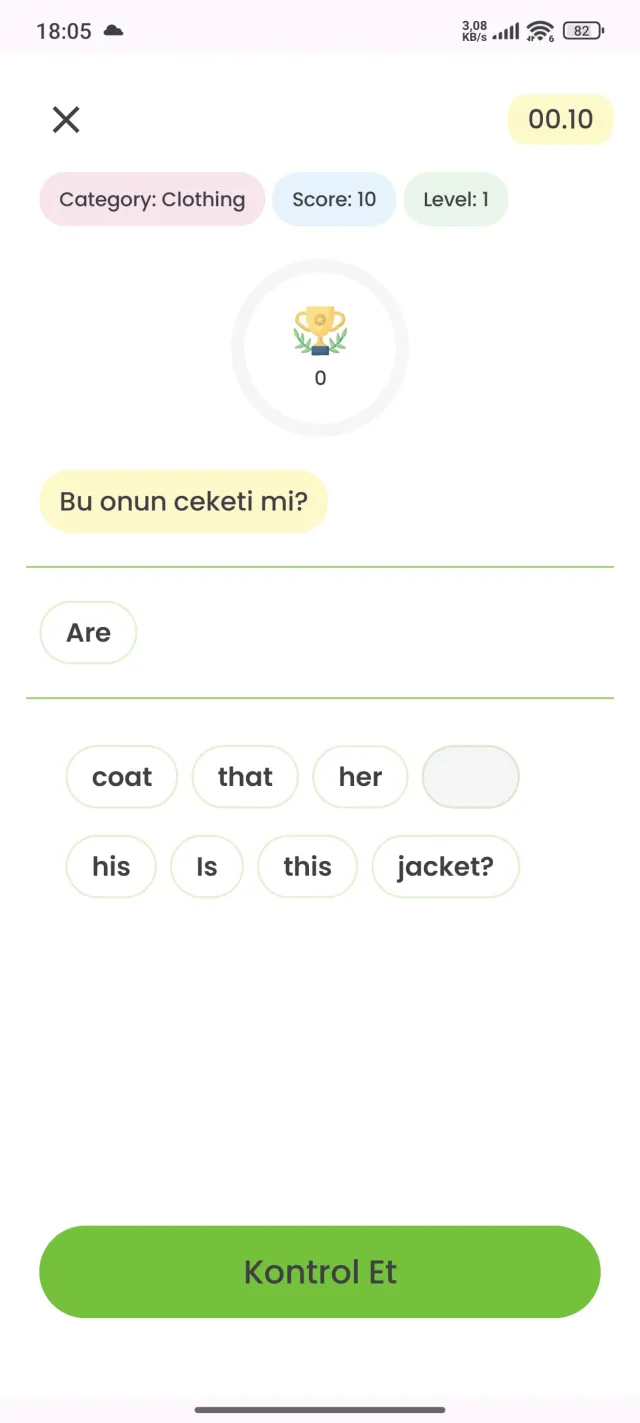 18:05 3,08 KB/s 6 82
00.10
Category: Clothing Score: 10 Level: 1
0
Bu onun ceketi mi?
Are
coat that her
his Is this jacket?
Kontrol Et